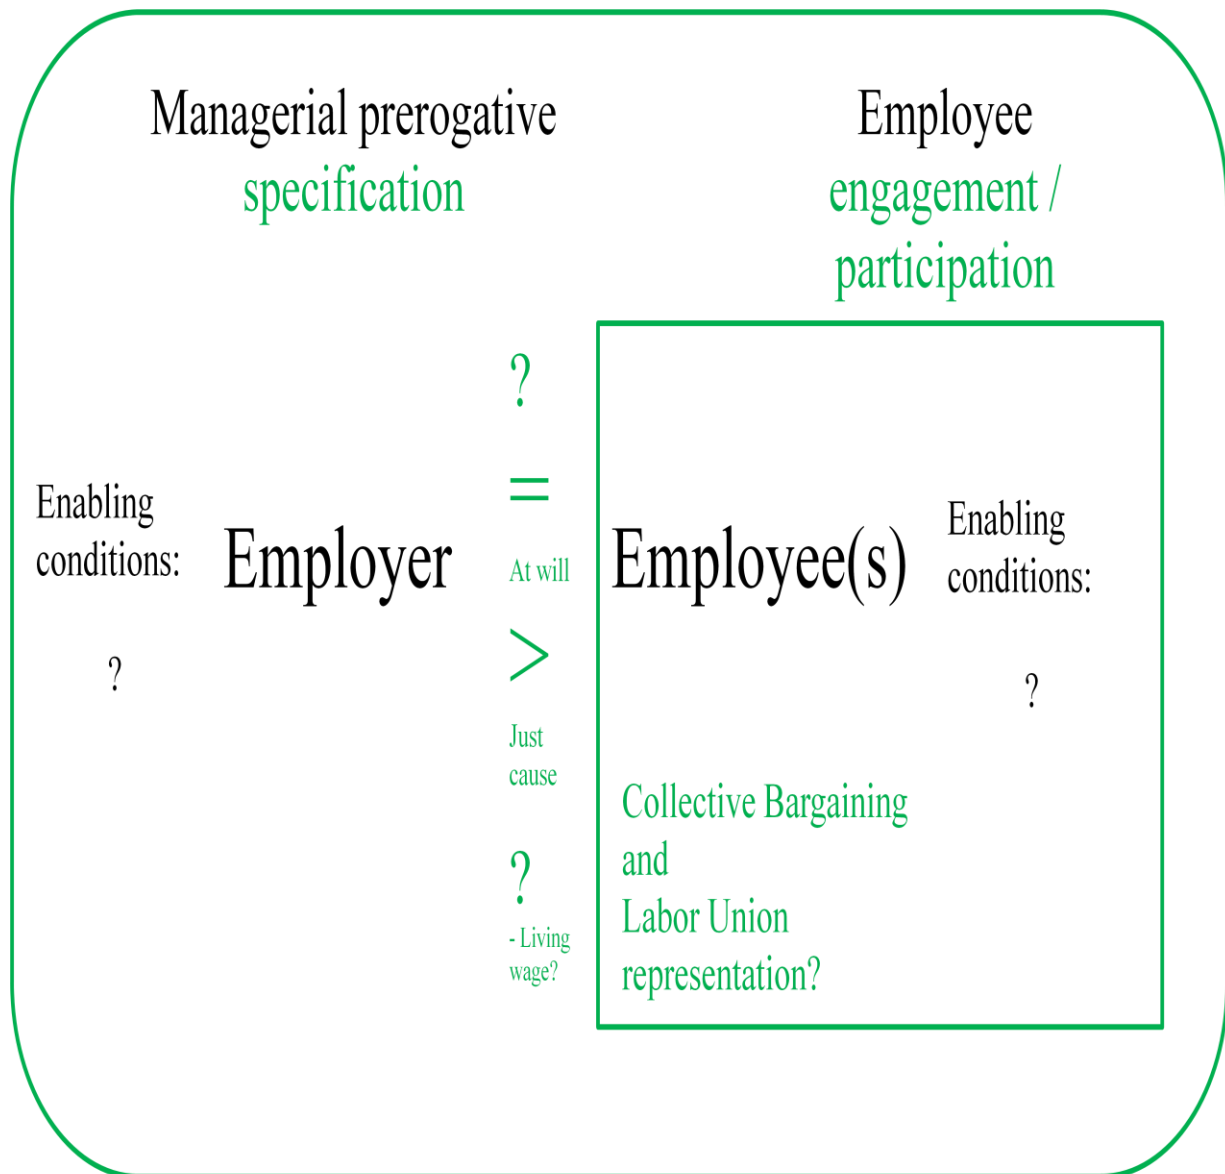 Managerial prerogative
specification
Employee
engagement /
participation
Enabling
conditions:
?
Employer
?
=
At will
>
Just
cause
?
- Living
wage?
Employee(s)
Enabling
conditions:
?
Collective Bargaining
and
Labor Union
representation?